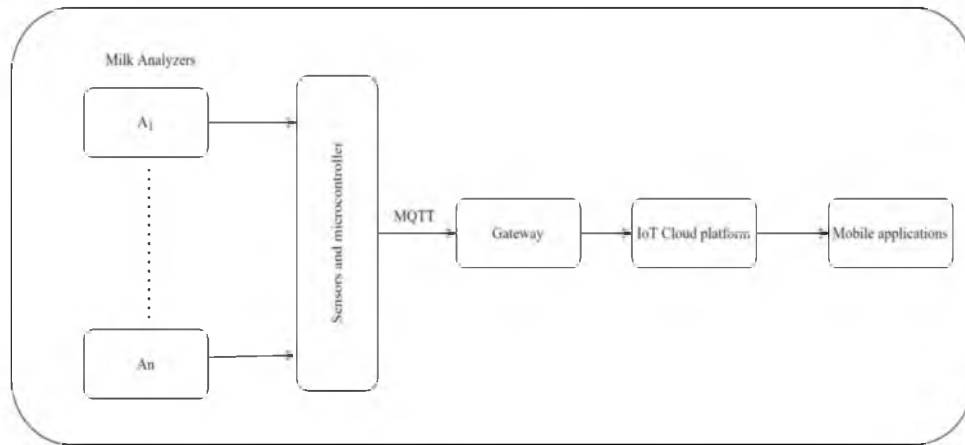 Milk Analyzers
A1
An
Sensors and microcontroller
MQTT
Gateway
IoT Cloud platform
Mobile applications